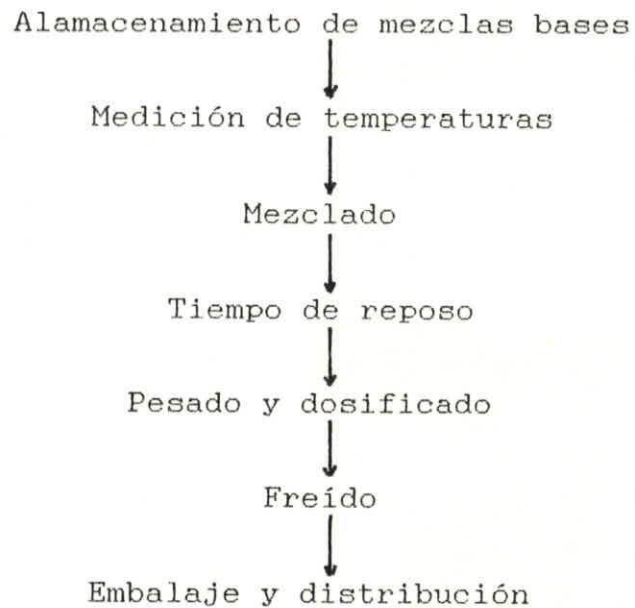 Alamacenamiento de mezclas bases
Medición de temperaturas
Mezclado
Tiempo de reposo
Pesado y dosificado
Freído
Embalaje y distribución